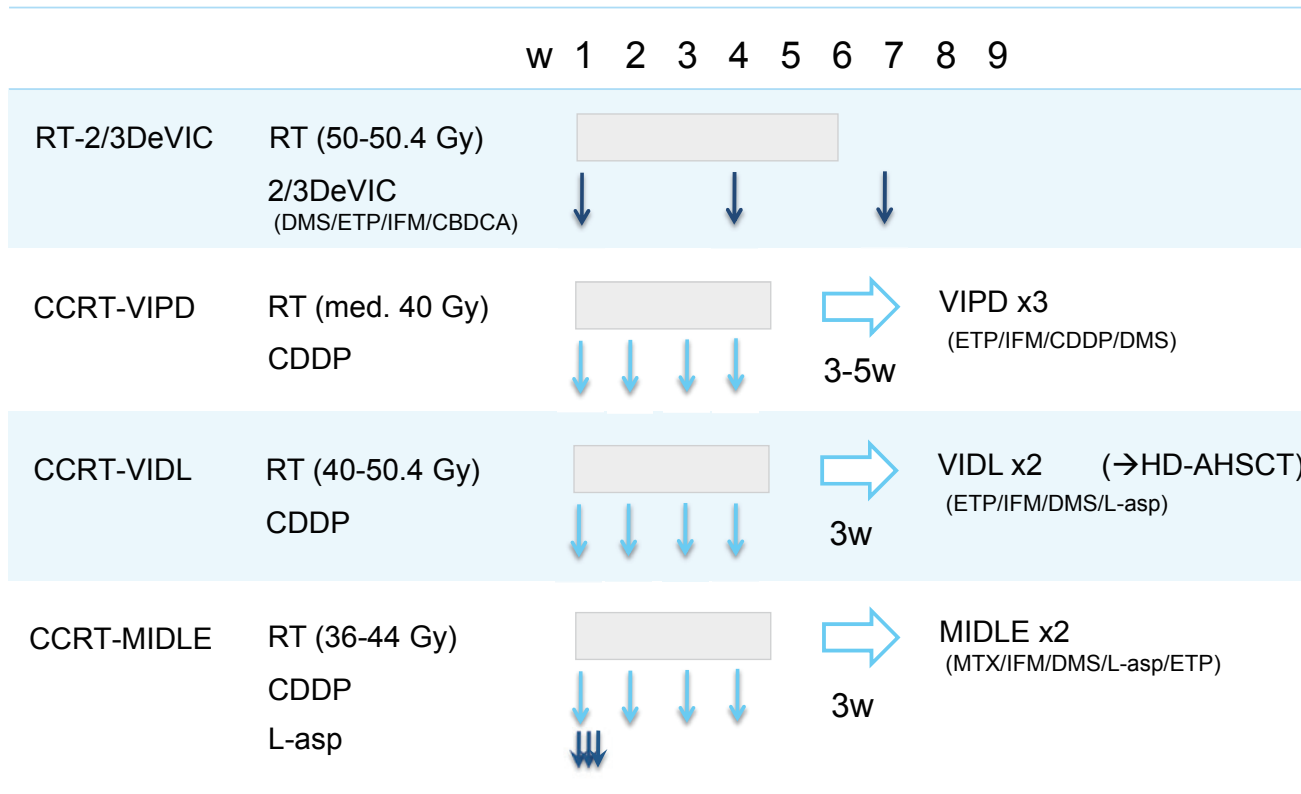 w 1 2 3 4 5 6 7 8 9
RT-2/3DeVIC RT (50-50.4 Gy)
2/3DeVIC
(DMS/ETP/IFM/CBDCA)
CCRT-VIPD RT (med. 40 Gy) VIPD x3
(ETP/IFM/CDDP/DMS)
CDDP 3-5w
CCRT-VIDL RT (40-50.4 Gy) VIDL x2 (→HD-AHSCT)
(ETP/IFM/DMS/L-asp)
CDDP 3w
CCRT-MIDLE RT (36-44 Gy) MIDLE x2
(MTX/IFM/DMS/L-asp/ETP)
CDDP 3w
L-asp